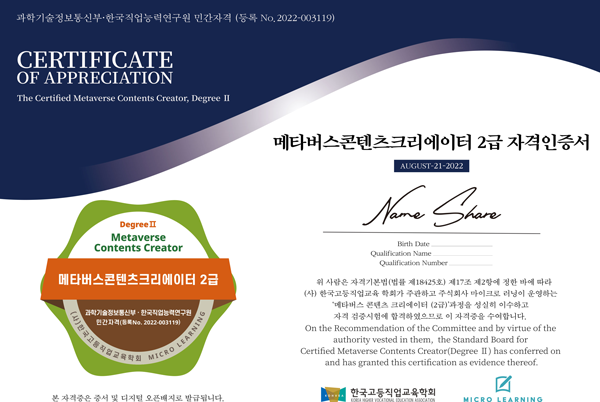 과학기술정보통신부·한국직업능력연구원 민간자격 (등록 No. 2022-003119)
CERTIFICATE
OF APPRECIATION
The Certified Metaverse Contents Creator, Degree Ⅱ
메타버스콘텐츠크리에이터 2급 자격인증서
AUGUST-21-2022
Name Share
Birth Date
Qualification Name
Qualification Number
위 사람은 자격기본법(법률 제18425호) 제17조 제2항에 정한 바에 따라
(사) 한국고등직업교육 학회가 주관하고 주식회사 마이크로 러닝이 운영하는
"메타버스 콘텐츠 크리에이터 (2급)"과정을 성실히 이수하고
자격 검증시험에 합격하였으므로 이 자격증을 수여합니다.
On the Recommendation of the Committee and by virtue of the
authority vested in them, the Standard Board for
Certified Metaverse Contents Creator(Degree Ⅱ) has conferred on
and has granted this certification as evidence thereof.
한국고등직업교육학회
KOREA HIGHER VOCATIONAL EDUCATION ASSOCIATION
MICRO LEARNING
Degree Ⅱ
Metaverse
Contents Creator
메타버스콘텐츠크리에이터 2급
과학기술정보통신부 · 한국직업능력연구원
민간자격(등록No. 2022-003119)
(사)한국고등직업교육학회 MICRO LEARNING
본 자격증은 증서 및 디지털 오픈배지로 발급됩니다.